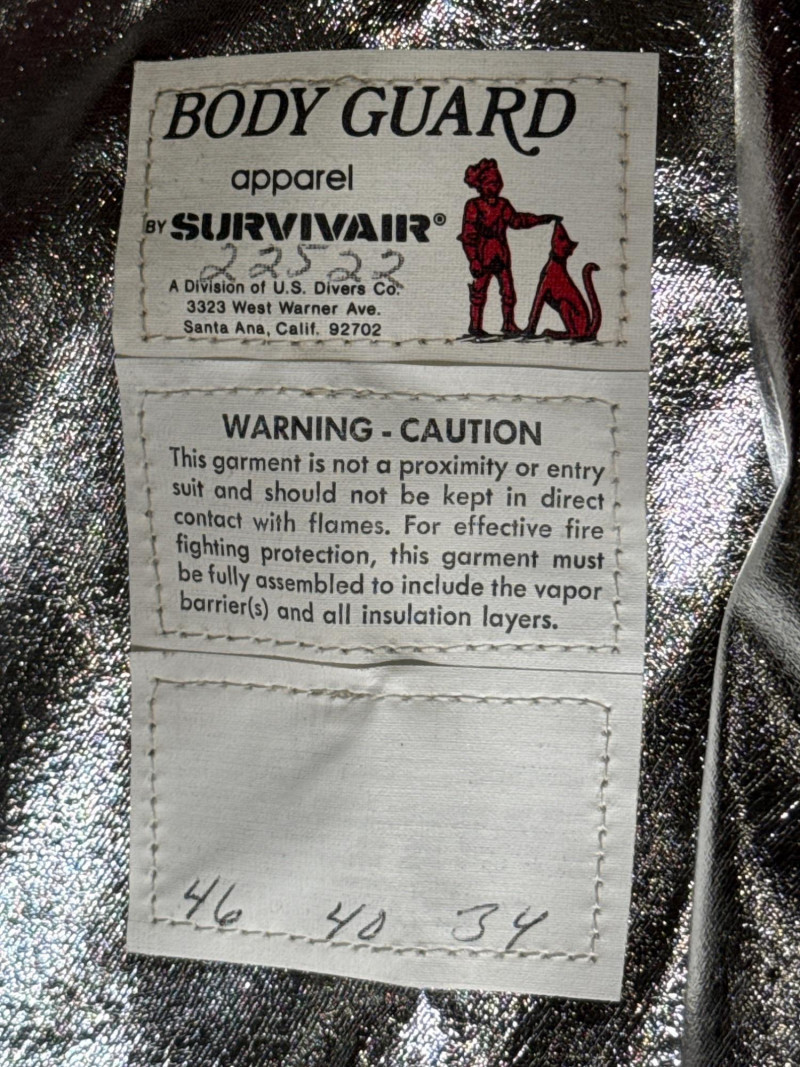 BODY GUARD
apparel
BY SURVIVAIR®
22522
A Division of U.S. Divers Co.
3323 West Warner Ave.
Santa Ana, Calif. 92702
WARNING - CAUTION
This garment is not a proximity or entry
suit and should not be kept in direct
contact with flames. For effective fire
fighting protection, this garment must
be fully assembled to include the vapor
barrier(s) and all insulation layers.
46 40 34